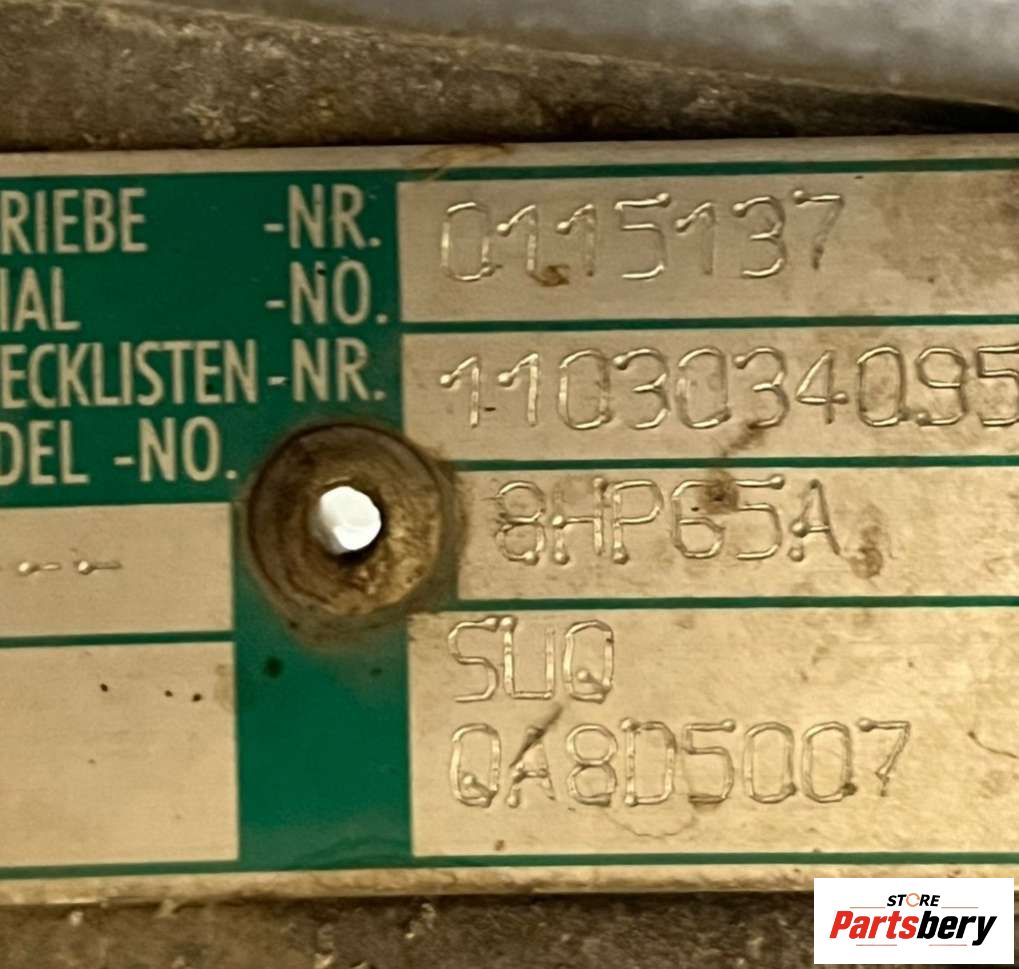 RIEBE -NR. 0115137
IAL -NO.
ECKLISTEN-NR. 1103034095
DEL -NO.
8HP65A
---
SUQ
QA8D5007
STORE
Partsbery